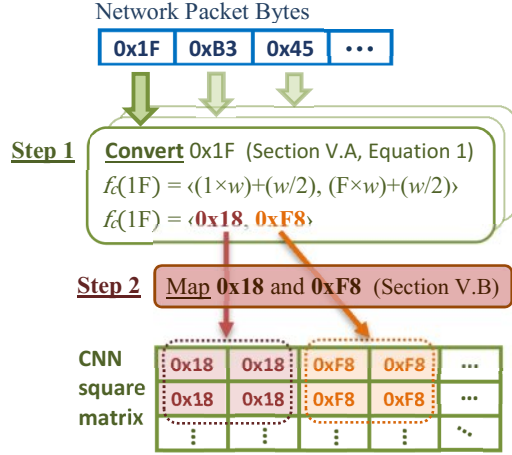 Network Packet Bytes
0x1F 0xB3 0x45 ...
Step 1
Convert 0x1F (Section V.A, Equation 1)
fc(1F) = ‹(1×w)+(w/2), (F×w)+(w/2)›
fc(1F) = ‹0x18, 0xF8›
Step 2
Map 0x18 and 0xF8 (Section V.B)
CNN
square
matrix
0x18 0x18 0xF8 0xF8 ...
0x18 0x18 0xF8 0xF8 ...
⋮ ⋮ ⋮ ⋮ ⋱